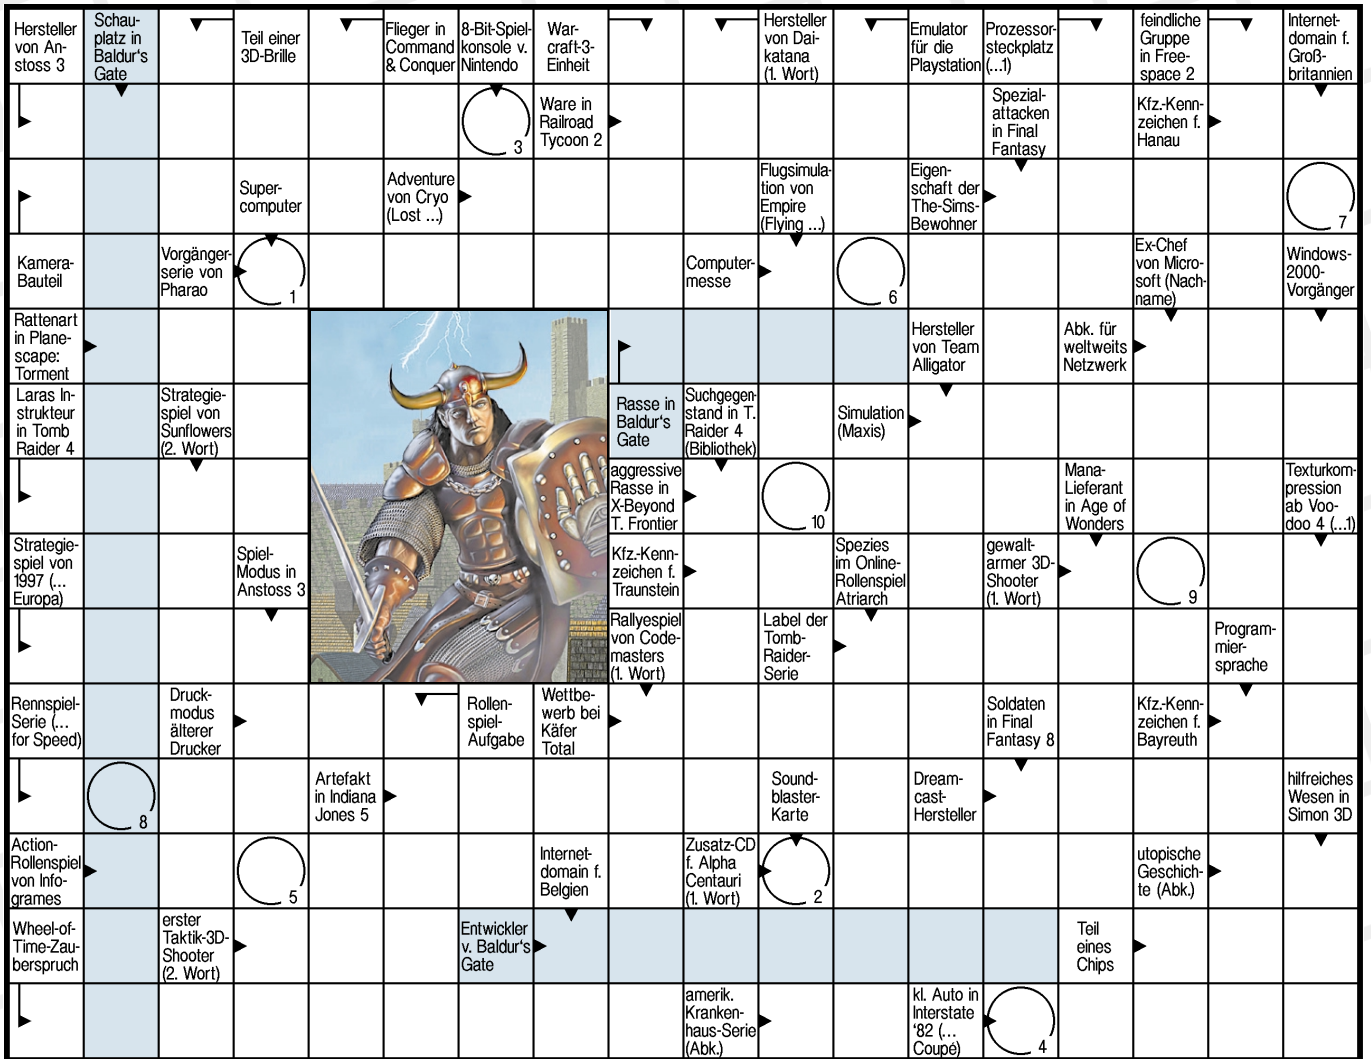 Hersteller
von An-
stoss 3
Schau-
platz in
Baldur's
Gate
Teil einer
3D-Brille
Flieger in
Command
& Conquer
8-Bit-Spiel-
konsole v.
Nintendo
War-
craft-3-
Einheit
Hersteller
von Dai-
katana
(1. Wort)
Emulator
für die
Playstation
Prozessor-
steckplatz
(...1)
feindliche
Gruppe
in Free-
space 2
Internet-
domain f.
Groß-
britannien
3
Ware in
Railroad
Tycoon 2
Spezial-
attacken
in Final
Fantasy
Kfz.-Kenn-
zeichen f.
Hanau
Super-
computer
Adventure
von Cryo
(Lost ...)
Flugsimula-
tion von
Empire
(Flying ...)
Eigen-
schaft der
The-Sims-
Bewohner
7
Kamera-
Bauteil
Vorgänger-
serie von
Pharao
1
Computer-
messe
6
Ex-Chef
von Micro-
soft (Nach-
name)
Windows-
2000-
Vorgänger
Rattenart
in Plane-
scape:
Torment
Hersteller
von Team
Alligator
Abk. für
weltweits
Netzwerk
Laras In-
strukteur
in Tomb
Raider 4
Strategie-
spiel von
Sunflowers
(2. Wort)
Rasse in
Baldur's
Gate
Suchgegen-
stand in T.
Raider 4
(Bibliothek)
Simulation
(Maxis)
aggressive
Rasse in
X-Beyond
T. Frontier
10
Mana-
Lieferant
in Age of
Wonders
Texturkom-
pression
ab Voo-
doo 4 (...1)
Strategie-
spiel von
1997 (...
Europa)
Spiel-
Modus in
Anstoss 3
Kfz.-Kenn-
zeichen f.
Traunstein
Spezies
im Online-
Rollenspiel
Atriarch
gewalt-
armer 3D-
Shooter
(1. Wort)
9
Rallyespiel
von Code-
masters
(1. Wort)
Label der
Tomb-
Raider-
Serie
Program-
mier-
sprache
Rennspiel-
Serie (...
for Speed)
Druck-
modus
älterer
Drucker
Rollen-
spiel-
Aufgabe
Wettbe-
werb bei
Käfer
Total
Soldaten
in Final
Fantasy 8
Kfz.-Kenn-
zeichen f.
Bayreuth
8
Artefakt
in Indiana
Jones 5
Sound-
blaster-
Karte
Dream-
cast-
Hersteller
hilfreiches
Wesen in
Simon 3D
Action-
Rollenspiel
von Info-
grames
5
Internet-
domain f.
Belgien
Zusatz-CD
f. Alpha
Centauri
(1. Wort)
2
utopische
Geschich-
te (Abk.)
Wheel-of-
Time-Zau-
berspruch
erster
Taktik-3D-
Shooter
(2. Wort)
Entwickler
v. Baldur's
Gate
Teil
eines
Chips
amerik.
Kranken-
haus-Serie
(Abk.)
kl. Auto in
Interstate
'82 (...
Coupé)
4